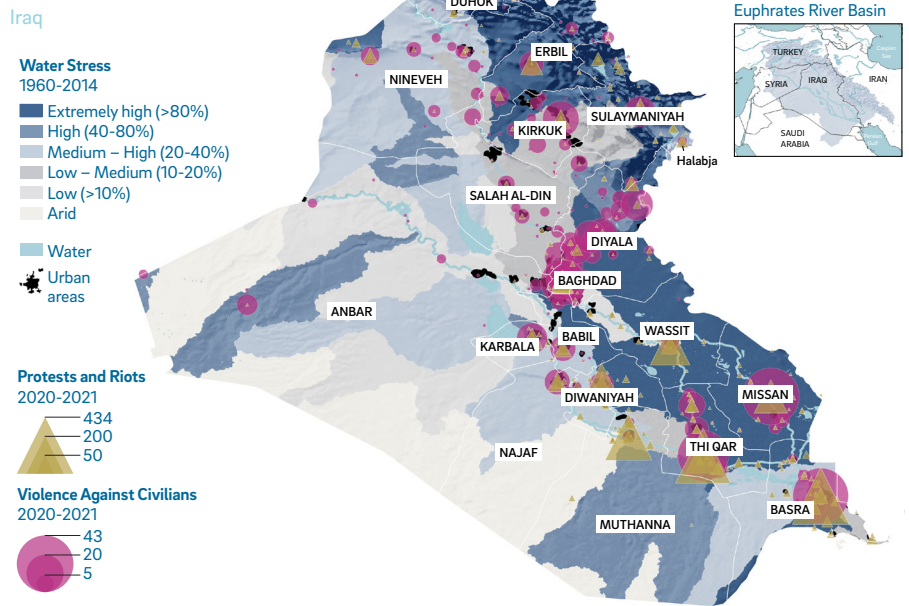 Iraq
Water Stress
1960-2014
Extremely high (>80%)
High (40-80%)
Medium – High (20-40%)
Low – Medium (10-20%)
Low (>10%)
Arid
Water
Urban
areas
Protests and Riots
2020-2021
434
200
50
Violence Against Civilians
2020-2021
43
20
5
DUHOK
ERBIL
NINEVEH
SULAYMANIYAH
KIRKUK
Halabja
SALAH AL-DIN
DIYALA
BAGHDAD
ANBAR
WASSIT
BABIL
KARBALA
MISSAN
DIWANIYAH
THI QAR
NAJAF
BASRA
MUTHANNA
Euphrates River Basin
TURKEY
Caspian
Sea
SYRIA
IRAQ
IRAN
SAUDI
ARABIA
Persian
Gulf